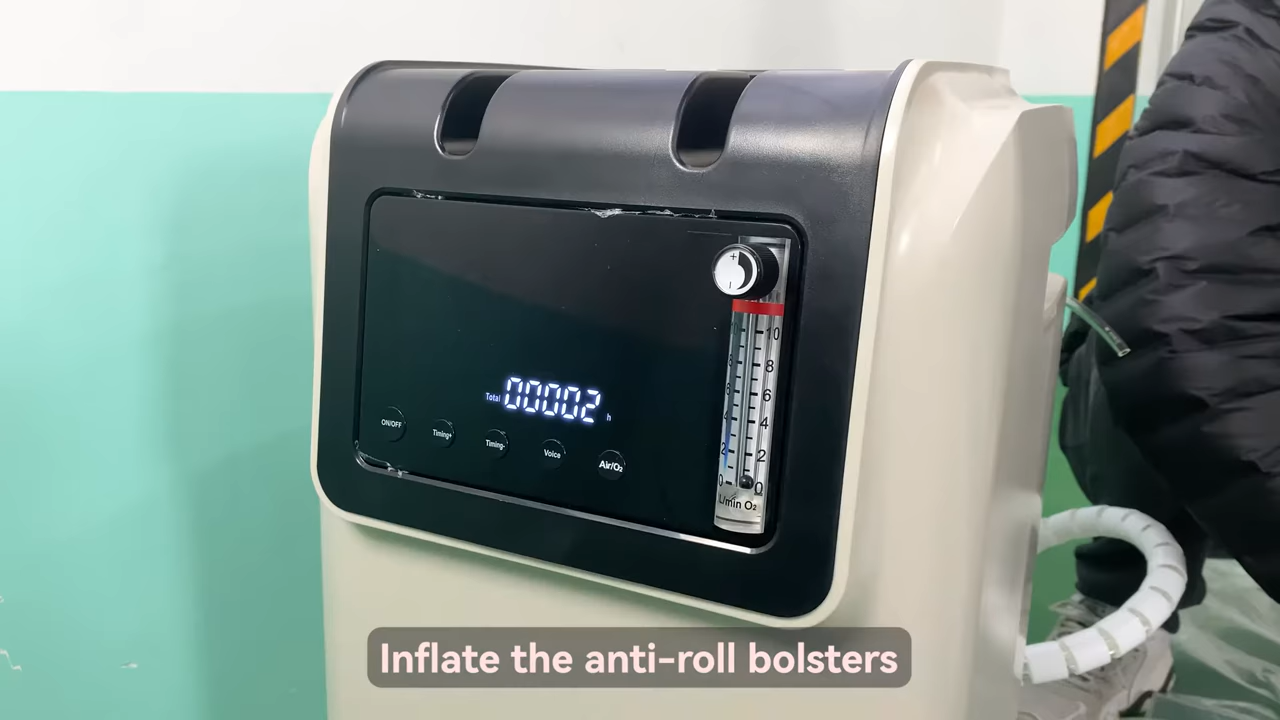 Total 00002 h
ON/OFF
Timing+
Timing-
Voice
Air/O₂
+
10
8
6
4
2
0
L/min O₂
Inflate the anti-roll bolsters